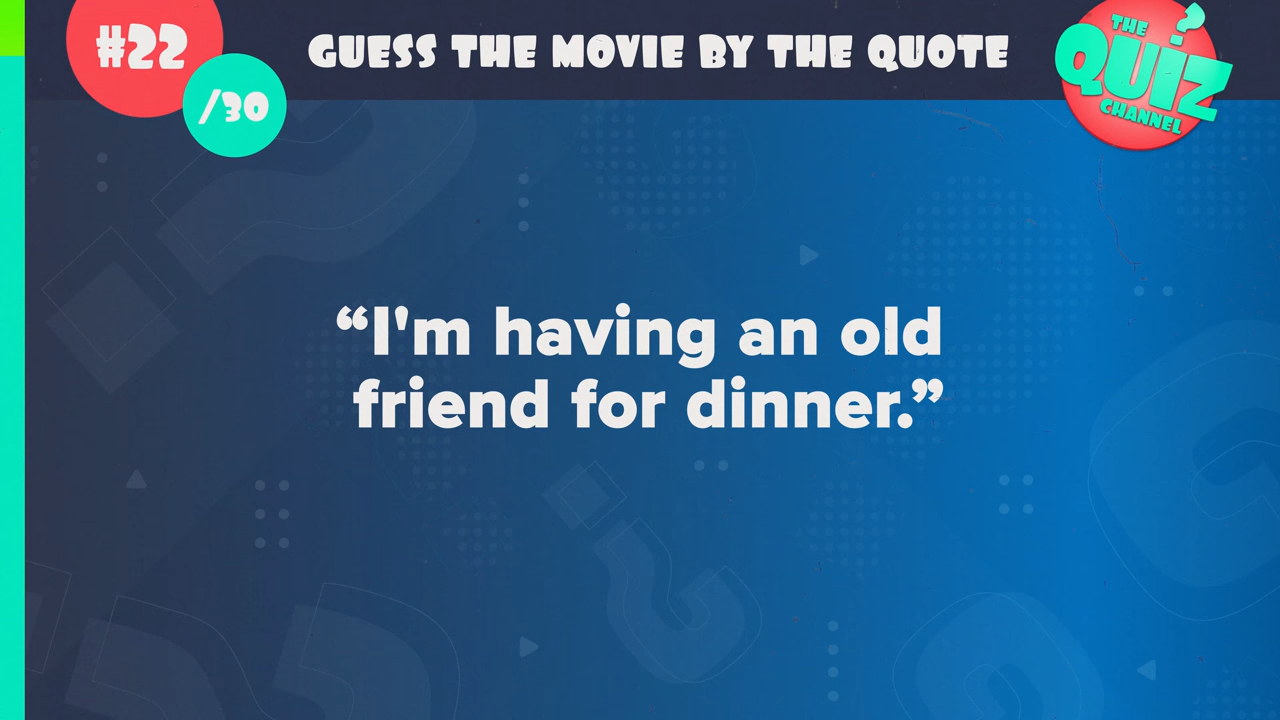 #22
/30
GUESS THE MOVIE BY THE QUOTE
THE
QUIZ
CHANNEL
“I'm having an old
friend for dinner.”